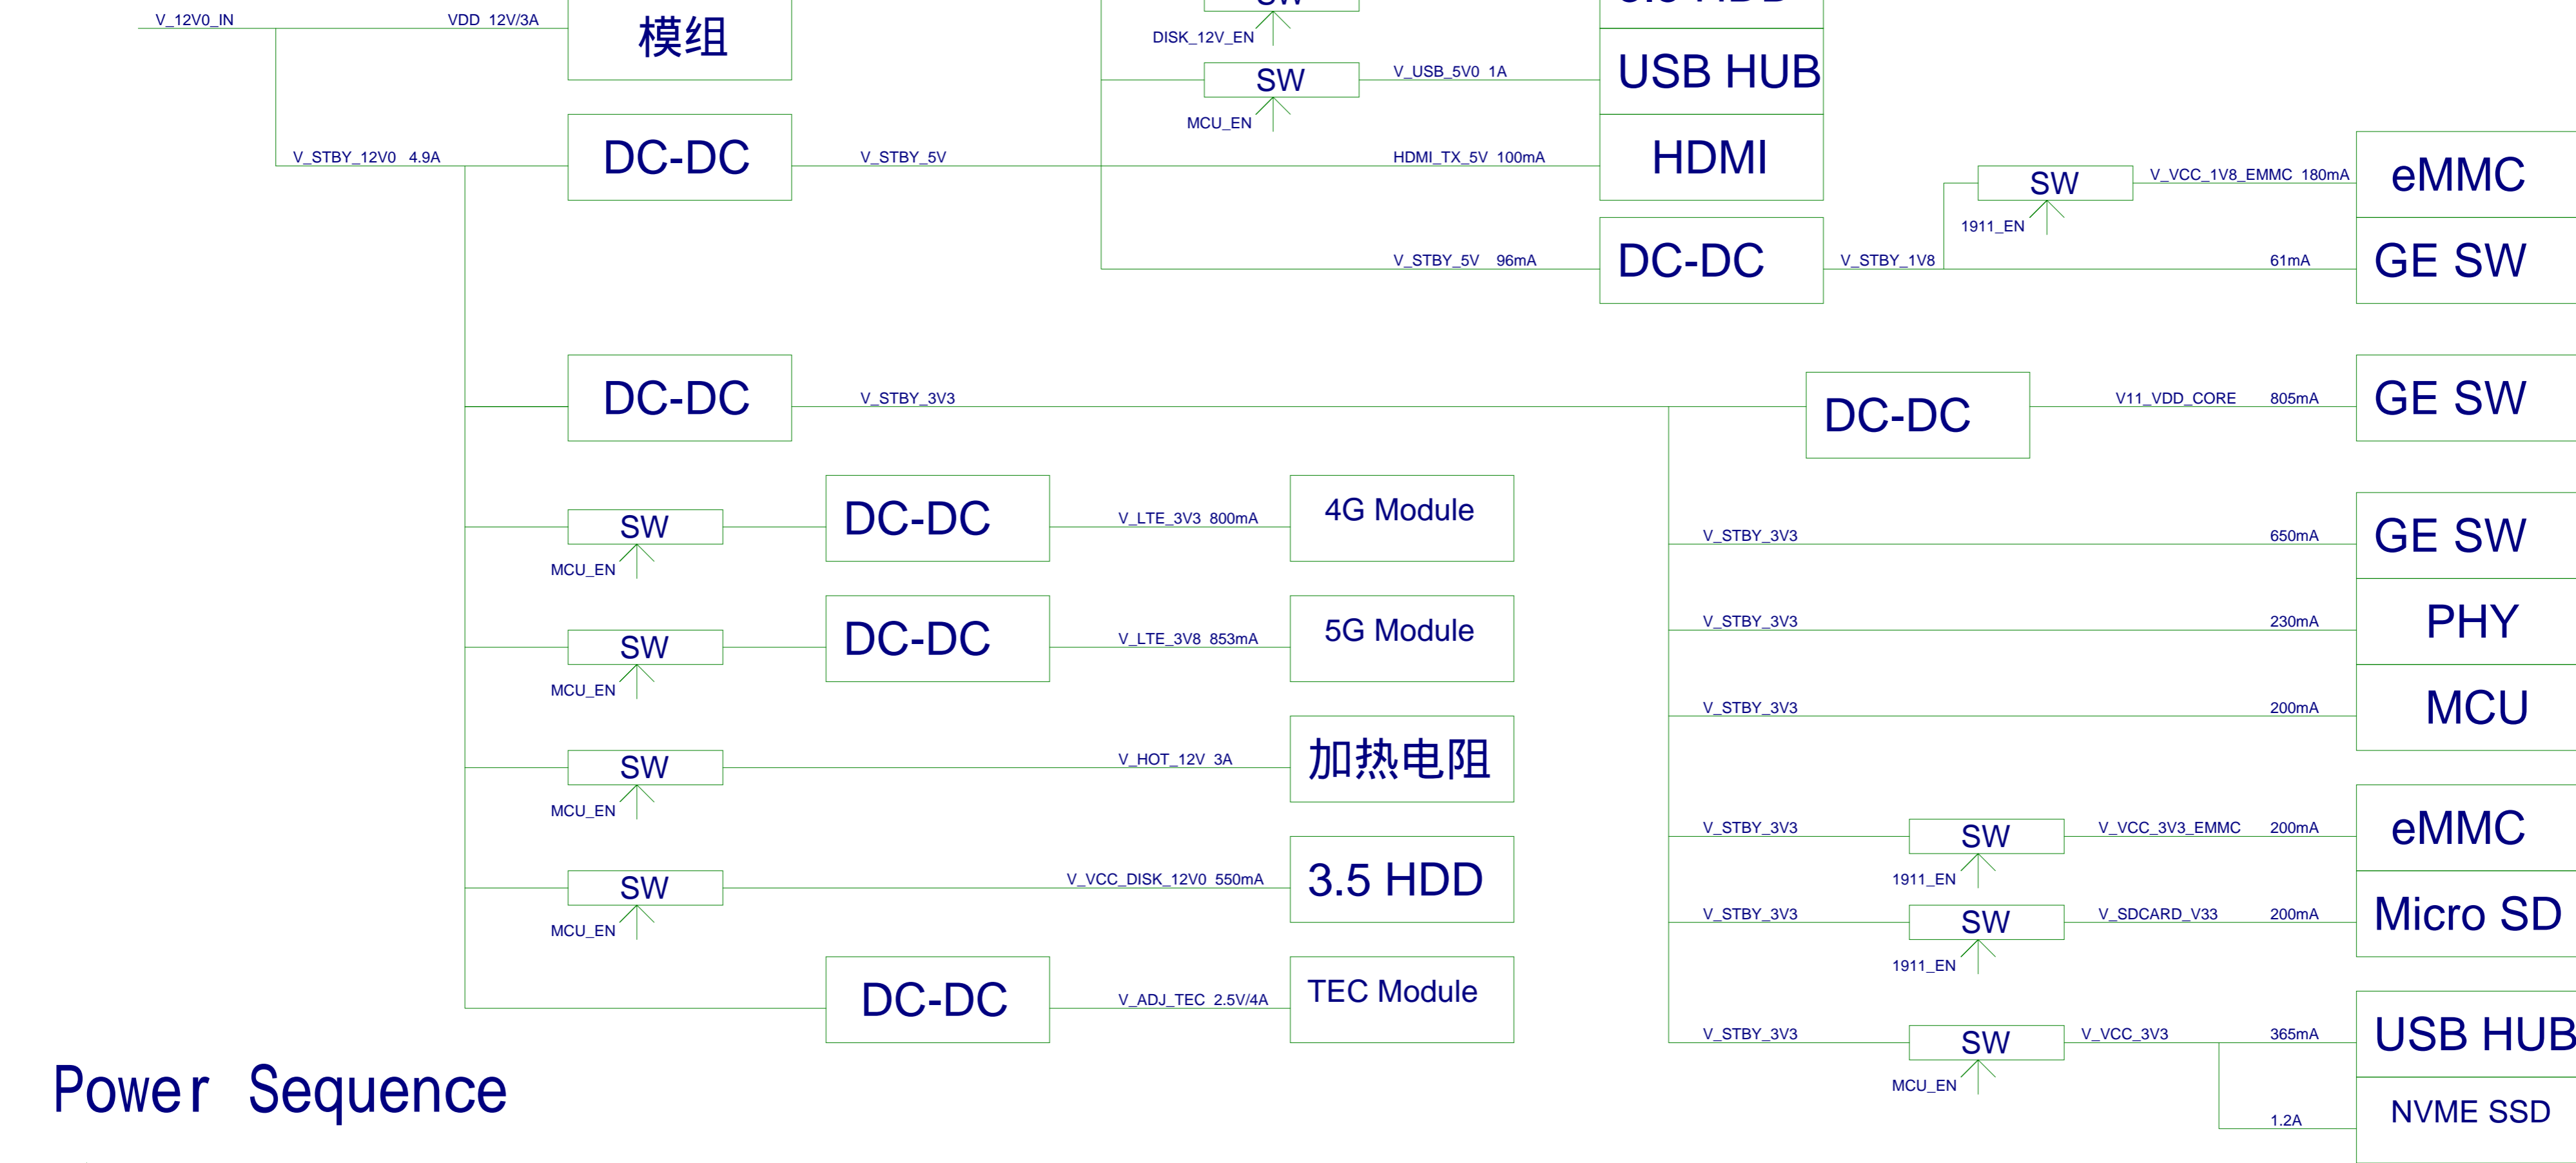 V_12V0_IN
VDD 12V/3A
模组
SW
DISK_12V_EN
3.5 HDD
SW
MCU_EN
V_USB_5V0 1A
USB HUB
V_STBY_12V0 4.9A
DC-DC
V_STBY_5V
HDMI_TX_5V 100mA
HDMI
SW
1911_EN
V_VCC_1V8_EMMC 180mA
eMMC
V_STBY_5V 96mA
DC-DC
V_STBY_1V8
61mA
GE SW
DC-DC
V_STBY_3V3
DC-DC
V11_VDD_CORE 805mA
GE SW
SW
MCU_EN
DC-DC
V_LTE_3V3 800mA
4G Module
V_STBY_3V3
650mA
GE SW
SW
MCU_EN
DC-DC
V_LTE_3V8 853mA
5G Module
V_STBY_3V3
230mA
PHY
V_STBY_3V3
200mA
MCU
SW
MCU_EN
V_HOT_12V 3A
加热电阻
V_STBY_3V3
SW
1911_EN
V_VCC_3V3_EMMC 200mA
eMMC
SW
MCU_EN
V_VCC_DISK_12V0 550mA
3.5 HDD
V_STBY_3V3
SW
1911_EN
V_SDCARD_V33 200mA
Micro SD
DC-DC
V_ADJ_TEC 2.5V/4A
TEC Module
V_STBY_3V3
SW
MCU_EN
V_VCC_3V3
365mA
USB HUB
1.2A
NVME SSD
Power Sequence